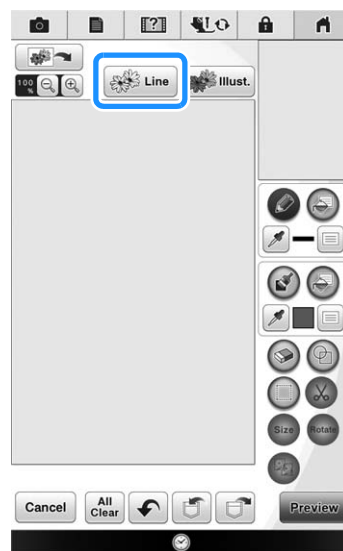 [?]
100
%
Line
Illust.
Size
Rotate
Cancel
All
Clear
Preview